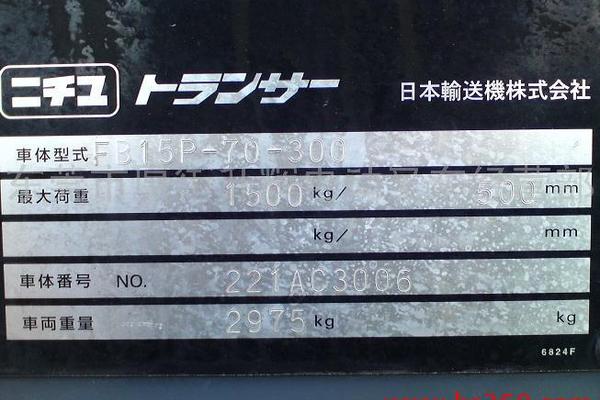 ニチユ トランサー 日本輸送機株式会社
車体型式 FB15P-70-300
最大荷重 1500 kg/ 500 mm
kg/ mm
車体番号 NO. 221AC3006
車両重量 2975 kg kg
6824F